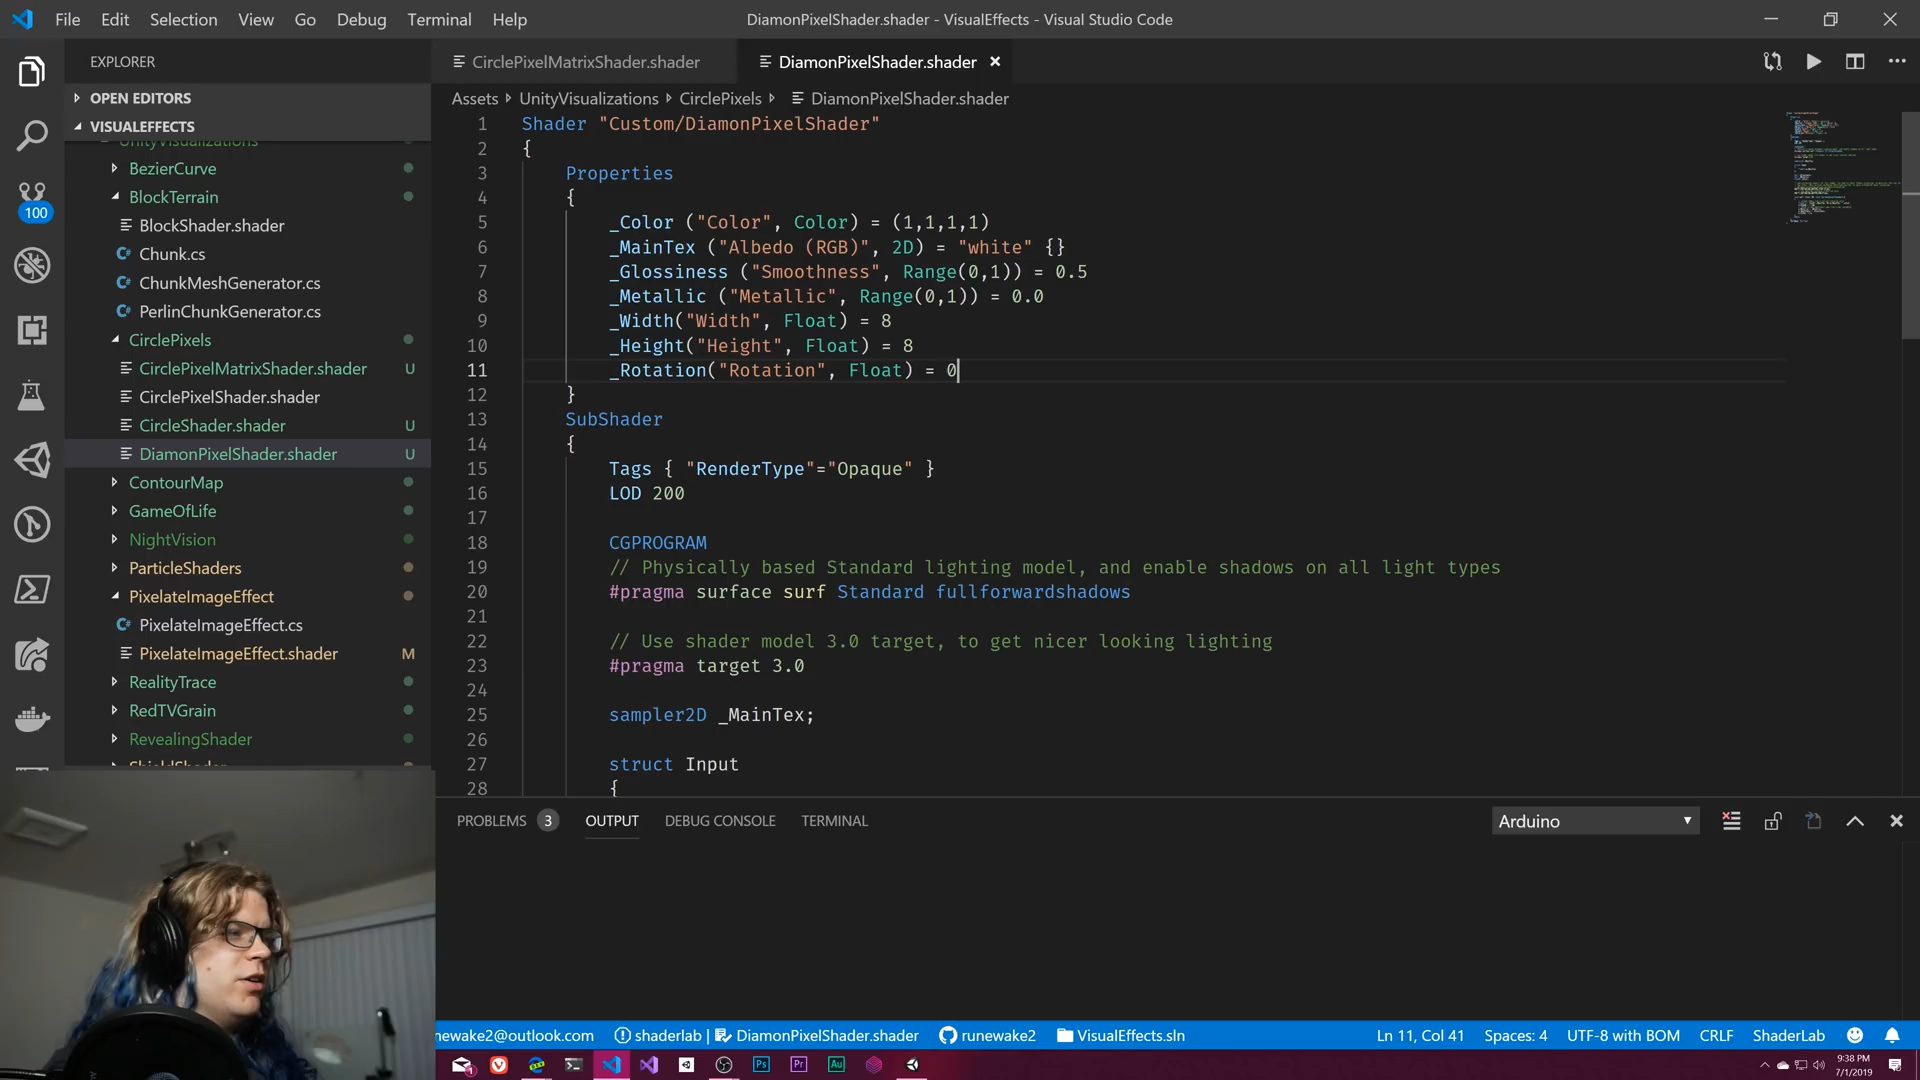 File Edit Selection View Go Debug Terminal Help
DiamonPixelShader.shader - VisualEffects - Visual Studio Code
EXPLORER
OPEN EDITORS
VISUALEFFECTS
UnityVisualizations
BezierCurve
BlockTerrain
BlockShader.shader
C# Chunk.cs
C# ChunkMeshGenerator.cs
C# PerlinChunkGenerator.cs
CirclePixels
CirclePixelMatrixShader.shader U
CirclePixelShader.shader
CircleShader.shader U
DiamonPixelShader.shader U
ContourMap
GameOfLife
NightVision
ParticleShaders
PixelateImageEffect
C# PixelateImageEffect.cs
PixelateImageEffect.shader M
RealityTrace
RedTVGrain
RevealingShader
ShieldShader
100
CirclePixelMatrixShader.shader
DiamonPixelShader.shader ×
Assets UnityVisualizations CirclePixels DiamonPixelShader.shader
1 Shader "Custom/DiamonPixelShader"
2 {
3 Properties
4 {
5 _Color ("Color", Color) = (1,1,1,1)
6 _MainTex ("Albedo (RGB)", 2D) = "white" {}
7 _Glossiness ("Smoothness", Range(0,1)) = 0.5
8 _Metallic ("Metallic", Range(0,1)) = 0.0
9 _Width("Width", Float) = 8
10 _Height("Height", Float) = 8
11 _Rotation("Rotation", Float) = 0
12 }
13 SubShader
14 {
15 Tags { "RenderType"="Opaque" }
16 LOD 200
17
18 CGPROGRAM
19 // Physically based Standard lighting model, and enable shadows on all light types
20 #pragma surface surf Standard fullforwardshadows
21
22 // Use shader model 3.0 target, to get nicer looking lighting
23 #pragma target 3.0
24
25 sampler2D _MainTex;
26
27 struct Input
28 {
PROBLEMS 3 OUTPUT DEBUG CONSOLE TERMINAL
Arduino
newake2@outlook.com shaderlab | DiamonPixelShader.shader runewake2 VisualEffects.sln
Ln 11, Col 41 Spaces: 4 UTF-8 with BOM CRLF ShaderLab
Ps Pr Au
9:38 PM
7/1/2019